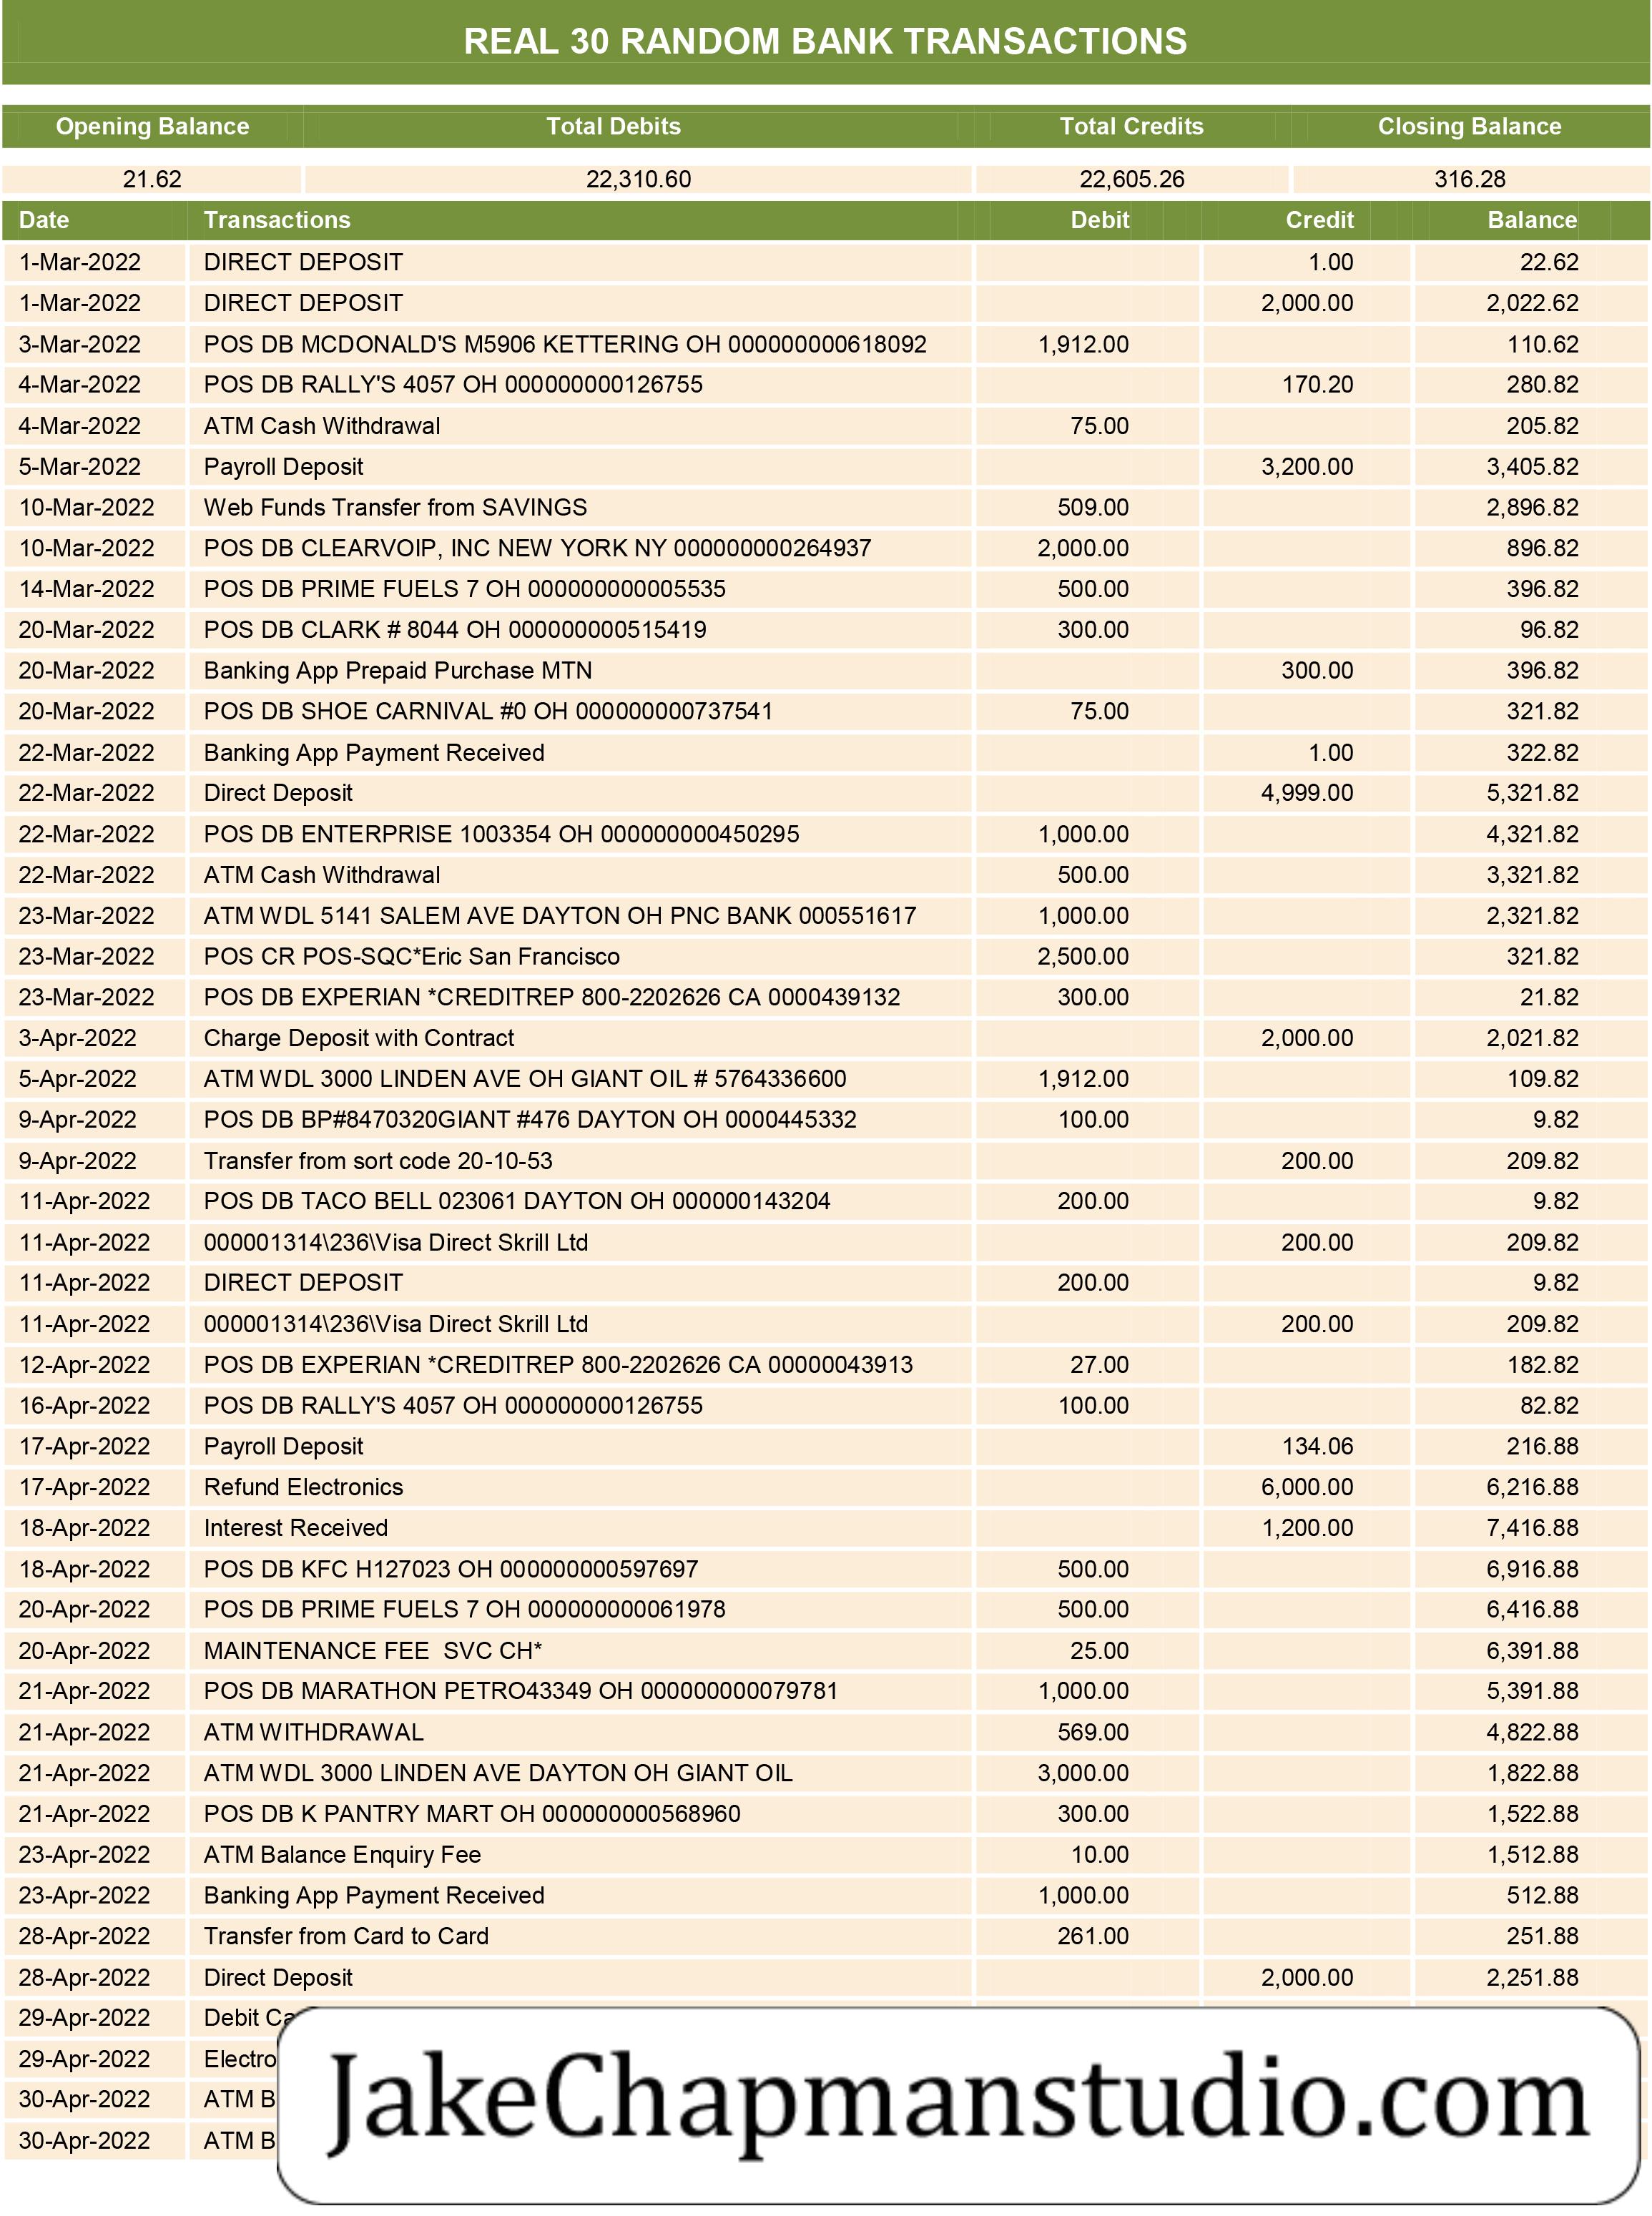 REAL 30 RANDOM BANK TRANSACTIONS
Opening Balance Total Debits Total Credits Closing Balance
21.62 22,310.60 22,605.26 316.28
Date Transactions Debit Credit Balance
1-Mar-2022 DIRECT DEPOSIT 1.00 22.62
1-Mar-2022 DIRECT DEPOSIT 2,000.00 2,022.62
3-Mar-2022 POS DB MCDONALD'S M5906 KETTERING OH 000000000618092 1,912.00 110.62
4-Mar-2022 POS DB RALLY'S 4057 OH 000000000126755 170.20 280.82
4-Mar-2022 ATM Cash Withdrawal 75.00 205.82
5-Mar-2022 Payroll Deposit 3,200.00 3,405.82
10-Mar-2022 Web Funds Transfer from SAVINGS 509.00 2,896.82
10-Mar-2022 POS DB CLEARVOIP, INC NEW YORK NY 000000000264937 2,000.00 896.82
14-Mar-2022 POS DB PRIME FUELS 7 OH 000000000005535 500.00 396.82
20-Mar-2022 POS DB CLARK # 8044 OH 000000000515419 300.00 96.82
20-Mar-2022 Banking App Prepaid Purchase MTN 300.00 396.82
20-Mar-2022 POS DB SHOE CARNIVAL #0 OH 000000000737541 75.00 321.82
22-Mar-2022 Banking App Payment Received 1.00 322.82
22-Mar-2022 Direct Deposit 4,999.00 5,321.82
22-Mar-2022 POS DB ENTERPRISE 1003354 OH 000000000450295 1,000.00 4,321.82
22-Mar-2022 ATM Cash Withdrawal 500.00 3,321.82
23-Mar-2022 ATM WDL 5141 SALEM AVE DAYTON OH PNC BANK 000551617 1,000.00 2,321.82
23-Mar-2022 POS CR POS-SQC*Eric San Francisco 2,500.00 321.82
23-Mar-2022 POS DB EXPERIAN *CREDITREP 800-2202626 CA 0000439132 300.00 21.82
3-Apr-2022 Charge Deposit with Contract 2,000.00 2,021.82
5-Apr-2022 ATM WDL 3000 LINDEN AVE OH GIANT OIL # 5764336600 1,912.00 109.82
9-Apr-2022 POS DB BP#8470320GIANT #476 DAYTON OH 0000445332 100.00 9.82
9-Apr-2022 Transfer from sort code 20-10-53 200.00 209.82
11-Apr-2022 POS DB TACO BELL 023061 DAYTON OH 000000143204 200.00 9.82
11-Apr-2022 000001314\236\Visa Direct Skrill Ltd 200.00 209.82
11-Apr-2022 DIRECT DEPOSIT 200.00 9.82
11-Apr-2022 000001314\236\Visa Direct Skrill Ltd 200.00 209.82
12-Apr-2022 POS DB EXPERIAN *CREDITREP 800-2202626 CA 00000043913 27.00 182.82
16-Apr-2022 POS DB RALLY'S 4057 OH 000000000126755 100.00 82.82
17-Apr-2022 Payroll Deposit 134.06 216.88
17-Apr-2022 Refund Electronics 6,000.00 6,216.88
18-Apr-2022 Interest Received 1,200.00 7,416.88
18-Apr-2022 POS DB KFC H127023 OH 000000000597697 500.00 6,916.88
20-Apr-2022 POS DB PRIME FUELS 7 OH 000000000061978 500.00 6,416.88
20-Apr-2022 MAINTENANCE FEE SVC CH* 25.00 6,391.88
21-Apr-2022 POS DB MARATHON PETRO43349 OH 000000000079781 1,000.00 5,391.88
21-Apr-2022 ATM WITHDRAWAL 569.00 4,822.88
21-Apr-2022 ATM WDL 3000 LINDEN AVE DAYTON OH GIANT OIL 3,000.00 1,822.88
21-Apr-2022 POS DB K PANTRY MART OH 000000000568960 300.00 1,522.88
23-Apr-2022 ATM Balance Enquiry Fee 10.00 1,512.88
23-Apr-2022 Banking App Payment Received 1,000.00 512.88
28-Apr-2022 Transfer from Card to Card 261.00 251.88
28-Apr-2022 Direct Deposit 2,000.00 2,251.88
29-Apr-2022 Debit
29-Apr-2022
30-Apr-2022 ATM
30-Apr-2022 ATM
JakeChapmanstudio.com